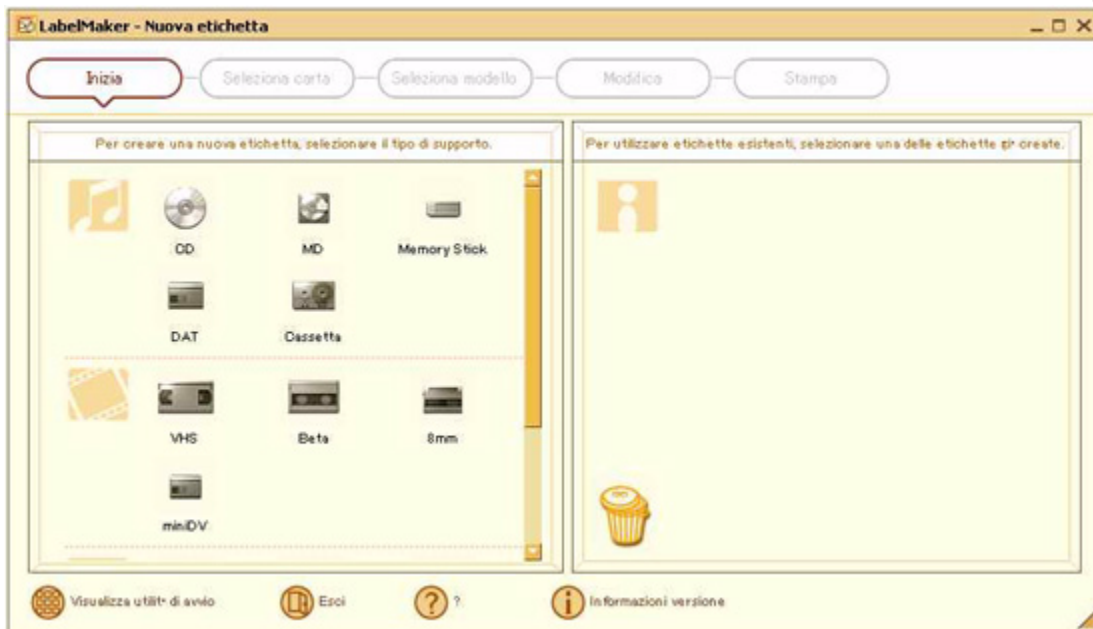 LabelMaker - Nuova etichetta
Inizia
Seleziona carta
Seleziona modello
Modifica
Stampa
Per creare una nuova etichetta, selezionare il tipo di supporto.
Per utilizzare etichette esistenti, selezionare una delle etichette create.
CD
MD
Memory Stick
DAT
Cassetta
VHS
Beta
8mm
miniDV
Visualizza di avvio
Esci
?
Informazioni versione